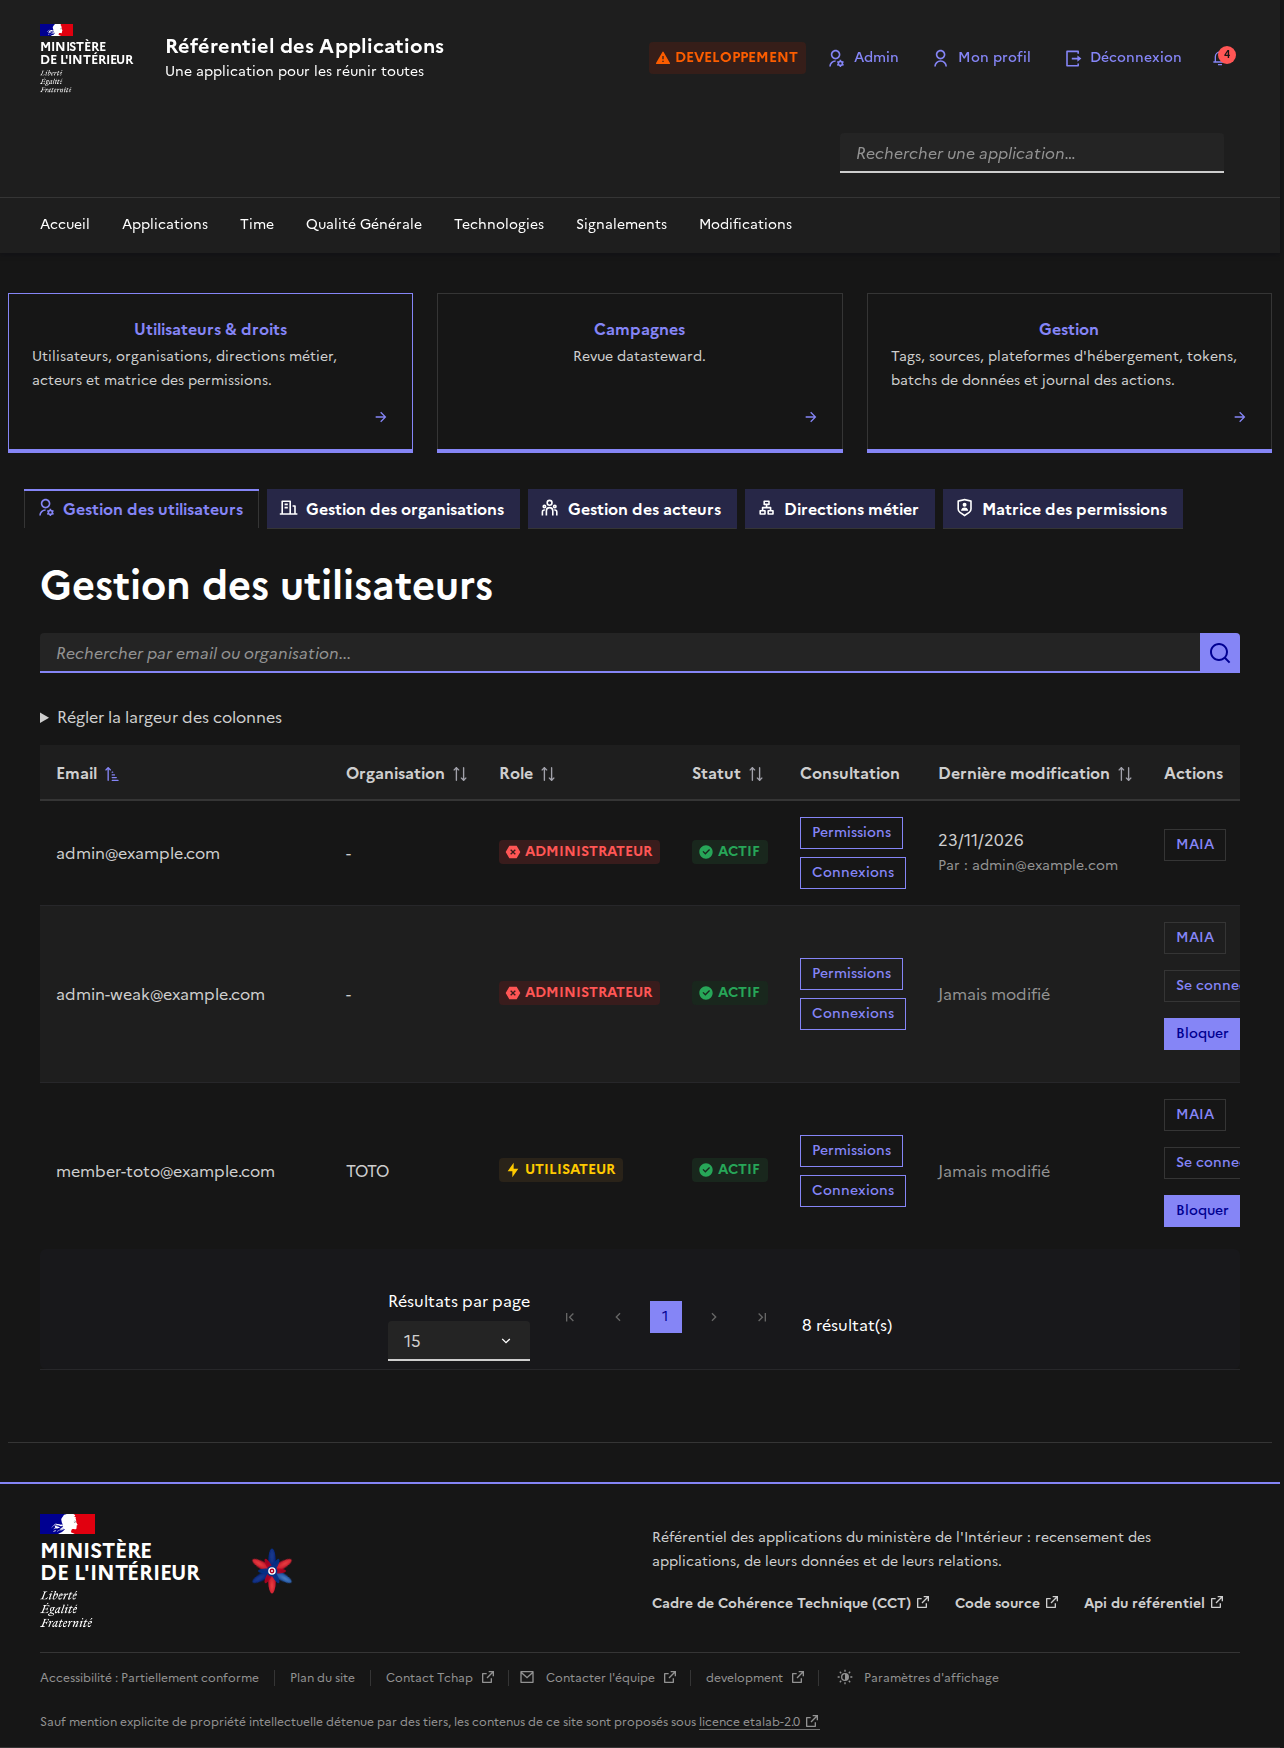 MINISTÈRE
DE L'INTÉRIEUR
Liberté
Égalité
Fraternité
Référentiel des Applications
Une application pour les réunir toutes
DEVELOPPEMENT
Admin
Mon profil
Déconnexion
4
Rechercher une application…
Accueil
Applications
Time
Qualité Générale
Technologies
Signalements
Modifications
Utilisateurs & droits
Utilisateurs, organisations, directions métier,
acteurs et matrice des permissions.
Campagnes
Revue datasteward.
Gestion
Tags, sources, plateformes d'hébergement, tokens,
batchs de données et journal des actions.
Gestion des utilisateurs
Gestion des organisations
Gestion des acteurs
Directions métier
Matrice des permissions
Gestion des utilisateurs
Rechercher par email ou organisation...
Régler la largeur des colonnes
Email
Organisation
Role
Statut
Consultation
Dernière modification
Actions
admin@example.com
-
ADMINISTRATEUR
ACTIF
Permissions
Connexions
23/11/2026
Par : admin@example.com
MAIA
admin-weak@example.com
-
ADMINISTRATEUR
ACTIF
Permissions
Connexions
Jamais modifié
MAIA
Se conne
Bloquer
member-toto@example.com
TOTO
UTILISATEUR
ACTIF
Permissions
Connexions
Jamais modifié
MAIA
Se conne
Bloquer
Résultats par page
15
1
8 résultat(s)
MINISTÈRE
DE L'INTÉRIEUR
Liberté
Égalité
Fraternité
Référentiel des applications du ministère de l'Intérieur : recensement des
applications, de leurs données et de leurs relations.
Cadre de Cohérence Technique (CCT)
Code source
Api du référentiel
Accessibilité : Partiellement conforme
Plan du site
Contact Tchap
Contacter l'équipe
development
Paramètres d'affichage
Sauf mention explicite de propriété intellectuelle détenue par des tiers, les contenus de ce site sont proposés sous licence etalab-2.0